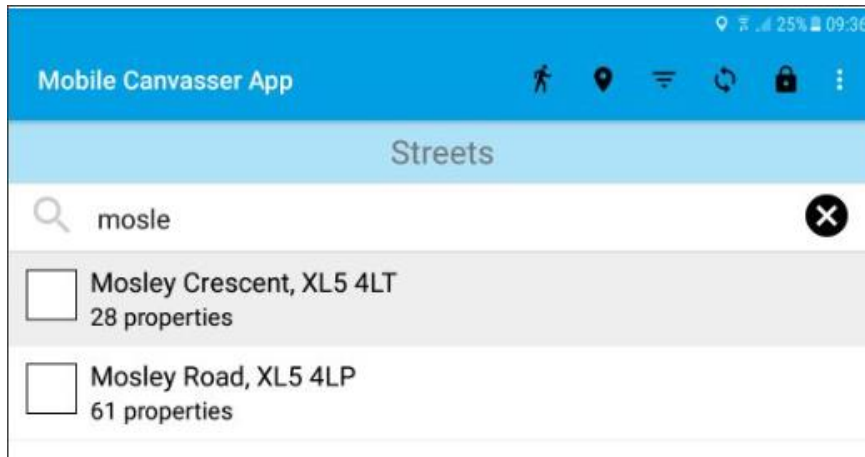 25% 09:36
Mobile Canvasser App
Streets
mosle
Mosley Crescent, XL5 4LT
28 properties
Mosley Road, XL5 4LP
61 properties